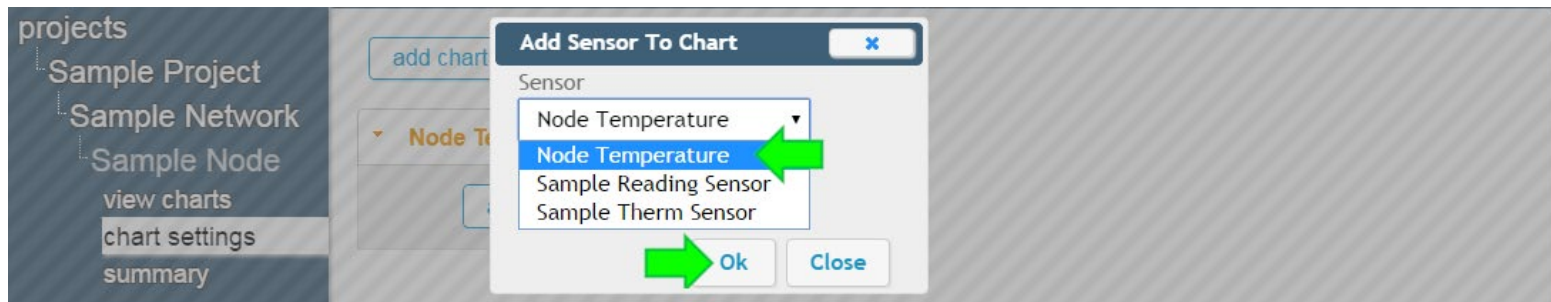 projects
Sample Project
Sample Network
Sample Node
view charts
chart settings
summary
add chart
Node
Add Sensor To Chart
Sensor
Node Temperature
Node Temperature
Sample Reading Sensor
Sample Therm Sensor
Ok
Close